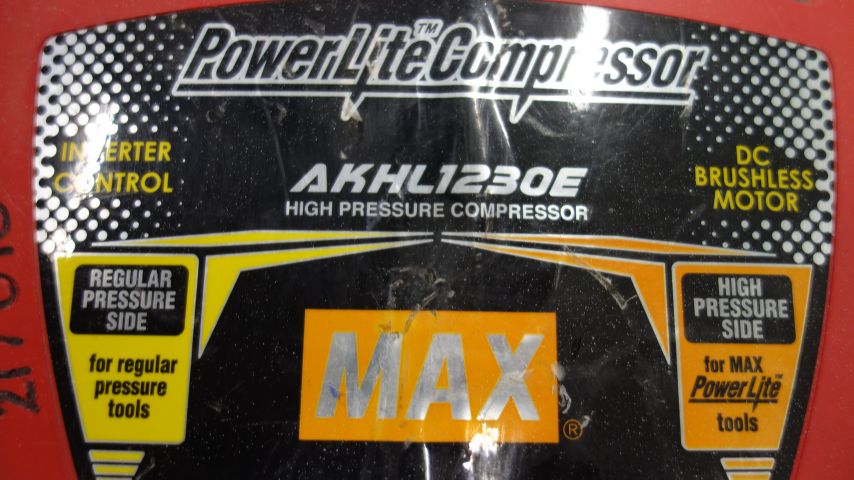 PowerLite™Compressor
INVERTER
CONTROL
AKHL1230E
HIGH PRESSURE COMPRESSOR
DC
BRUSHLESS
MOTOR
REGULAR
PRESSURE
SIDE
for regular
pressure
tools
MAX®
HIGH
PRESSURE
SIDE
for MAX
PowerLite™
tools